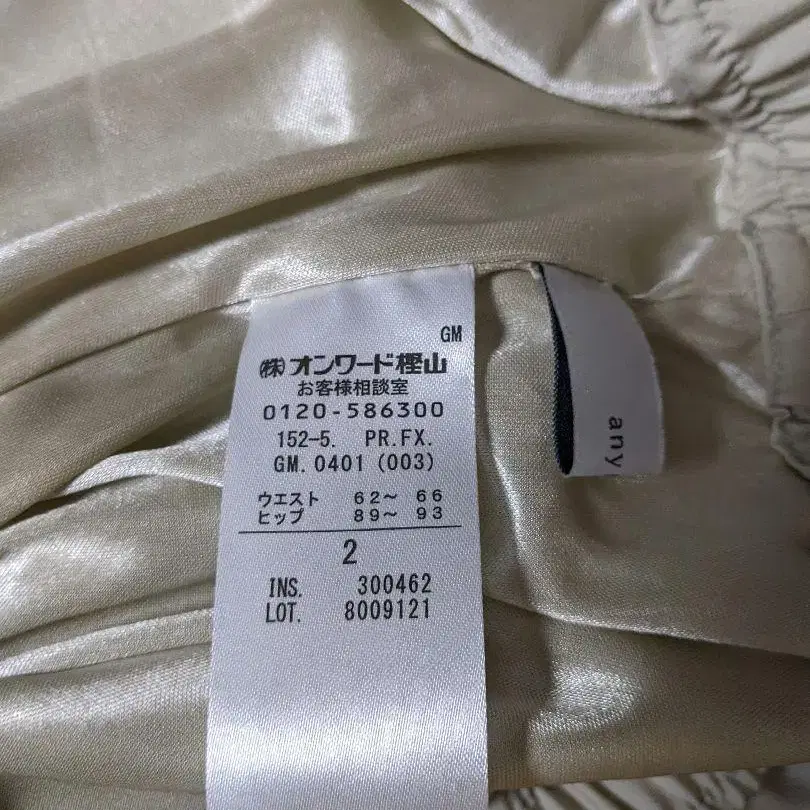 GM
㈱オンワード樫山
お客様相談室
0120-586300
152-5. PR.FX.
GM.0401 (003)
ウエスト 62～ 66
ヒップ 89～ 93
2
INS. 300462
LOT. 8009121
any